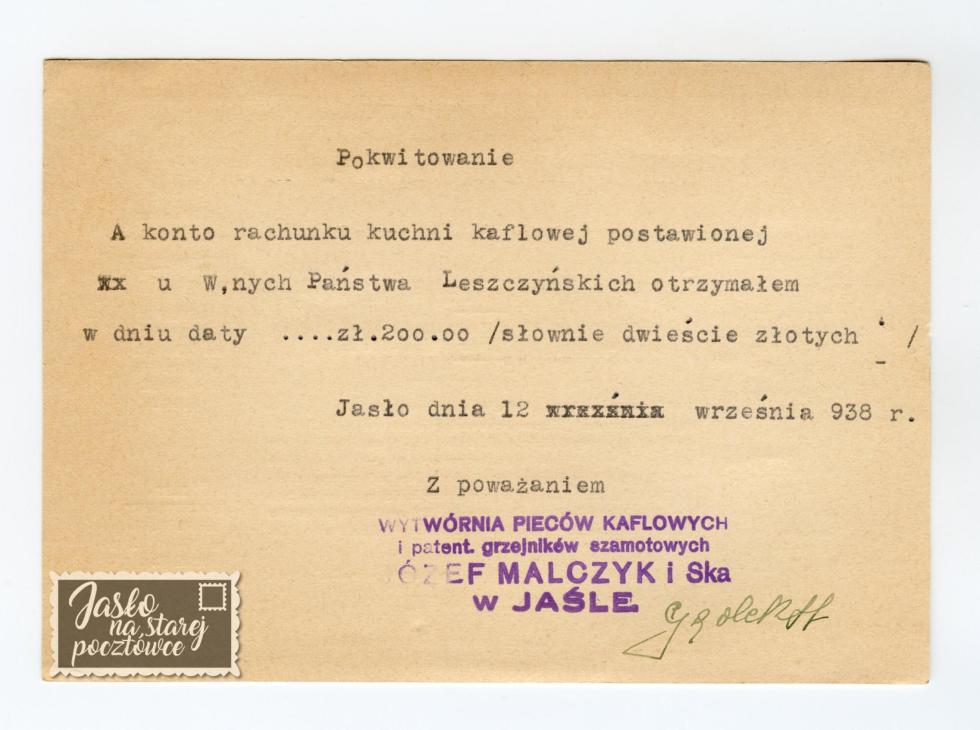 Pokwitowanie
A konto rachunku kuchni kaflowej postawionej
xx u W,nych Państwa Leszczyńskich otrzymałem
w dniu daty ....zł.200.00 /słownie dwieście złotych /
Jasło dnia 12 września 938 r.
Z poważaniem
WYTWÓRNIA PIECÓW KAFLOWYCH
i patent. grzejników szamotowych
JÓZEF MALCZYK i Ska
w JAŚLE
Jasło
na starej
pocztówce